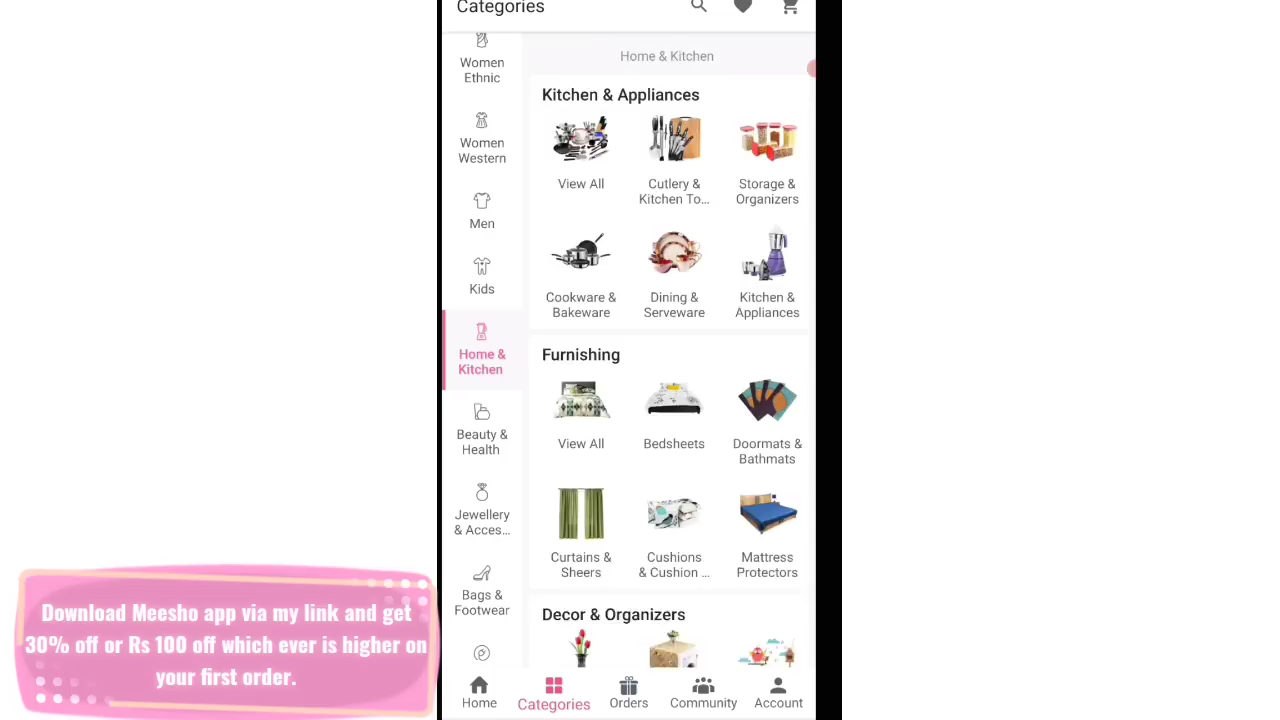 Categories
Women
Ethnic
Women
Western
Men
Kids
Home &
Kitchen
Beauty &
Health
Jewellery
& Acces...
Bags &
Footwear
Home & Kitchen
Kitchen & Appliances
View All
Cutlery &
Kitchen To...
Storage &
Organizers
Cookware &
Bakeware
Dining &
Serveware
Kitchen &
Appliances
Furnishing
View All
Bedsheets
Doormats &
Bathmats
Curtains &
Sheers
Cushions
& Cushion ...
Mattress
Protectors
Decor & Organizers
Home
Categories
Orders
Community
Account
Download Meesho app via my link and get
30% off or Rs 100 off which ever is higher on
your first order.